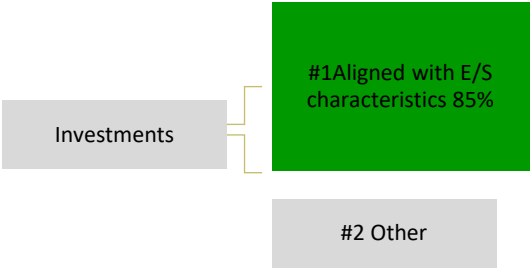 #1Aligned with E/S
characteristics 85%
Investments
#2 Other